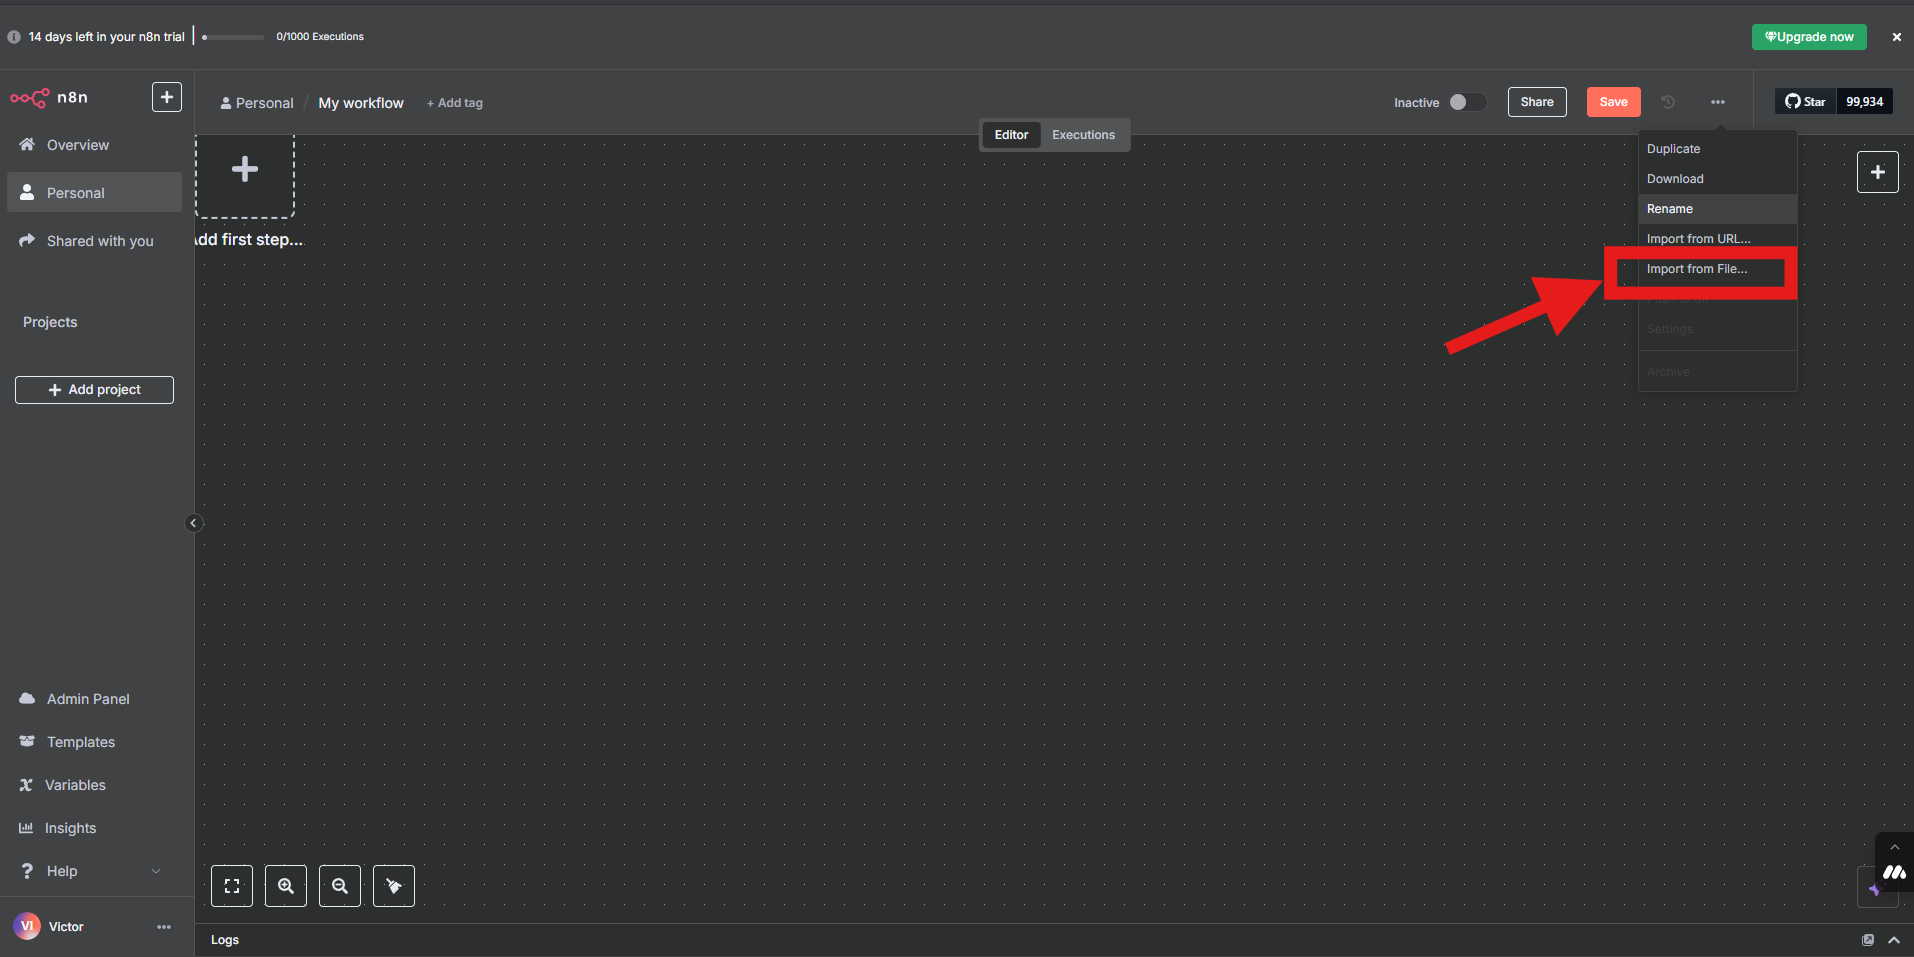 14 days left in your n8n trial
0/1000 Executions
Upgrade now
n8n
Personal / My workflow
+ Add tag
Inactive
Share
Save
Star
99,934
Editor
Executions
Overview
Personal
Shared with you
Projects
Add project
dd first step...
Duplicate
Download
Rename
Import from URL...
Import from File...
Settings
Archive
Admin Panel
Templates
Variables
Insights
Help
VI
Victor
Logs